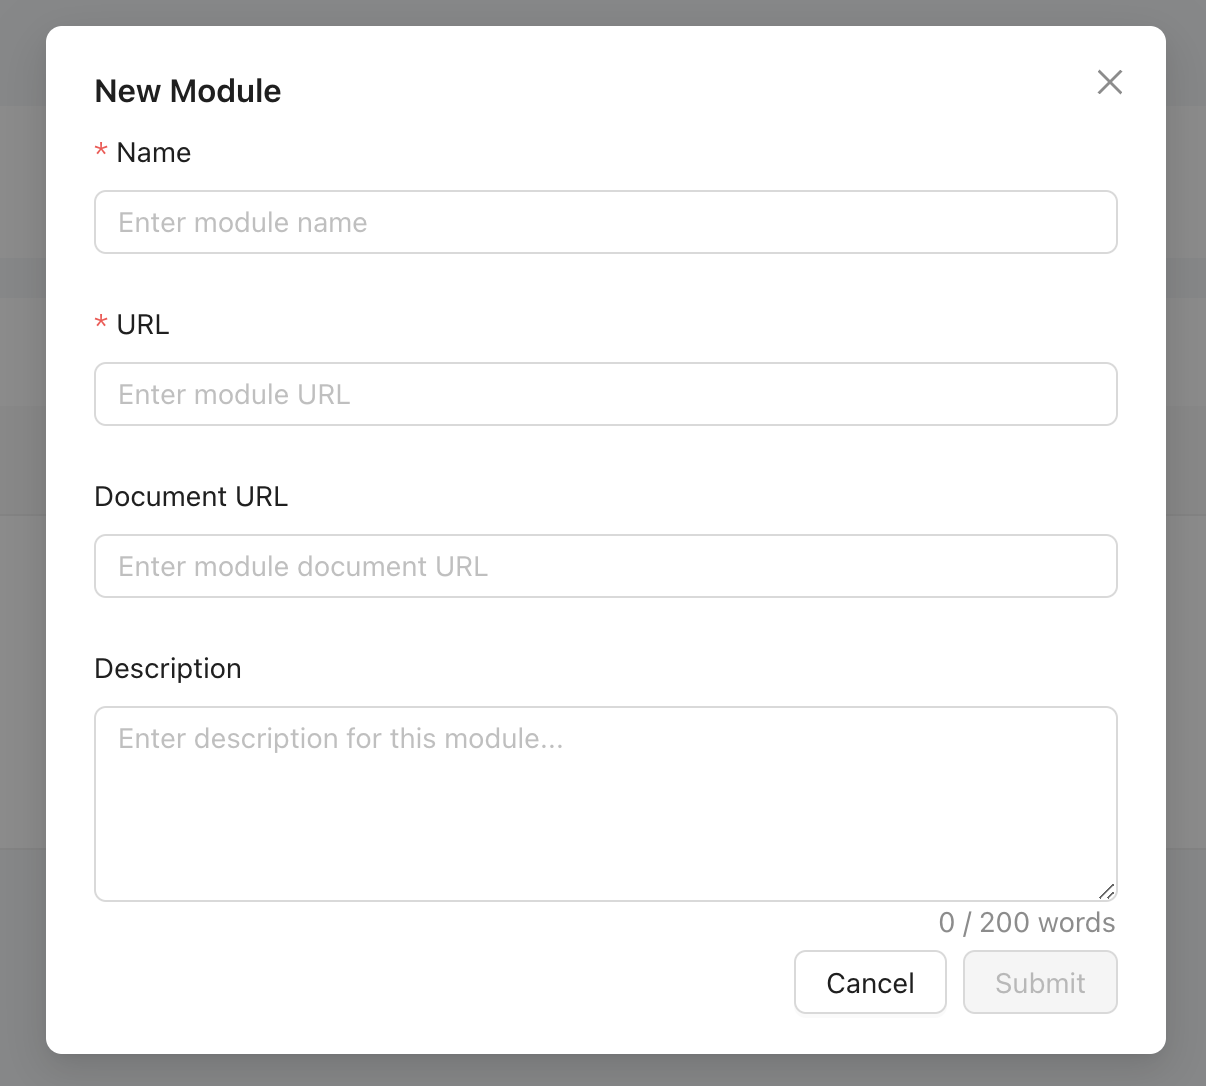 New Module
* Name
Enter module name
* URL
Enter module URL
Document URL
Enter module document URL
Description
Enter description for this module...
0 / 200 words
Cancel
Submit